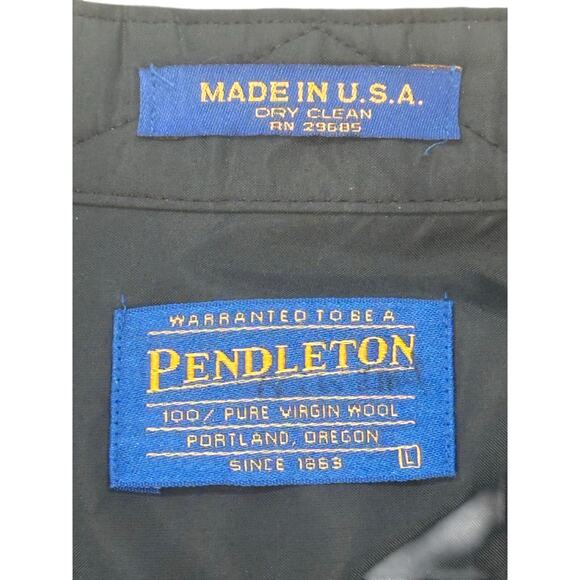 MADE IN U.S.A.
DRY CLEAN
RN 29685
WARRANTED TO BE A
PENDLETON
100% PURE VIRGIN WOOL
PORTLAND, OREGON
SINCE 1863
L